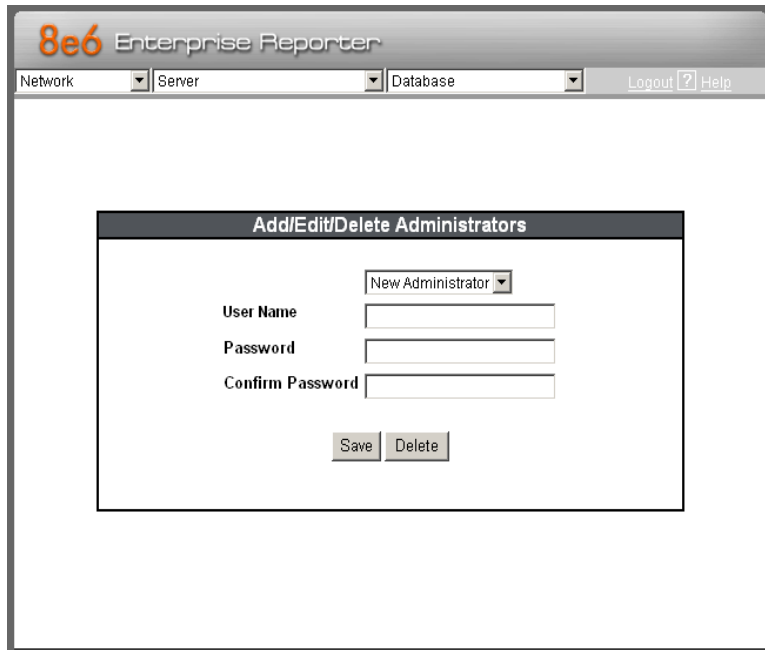 8e6 Enterprise Reporter
Network Server Database Logout ? Help
Add/Edit/Delete Administrators
New Administrator
User Name
Password
Confirm Password
Save Delete